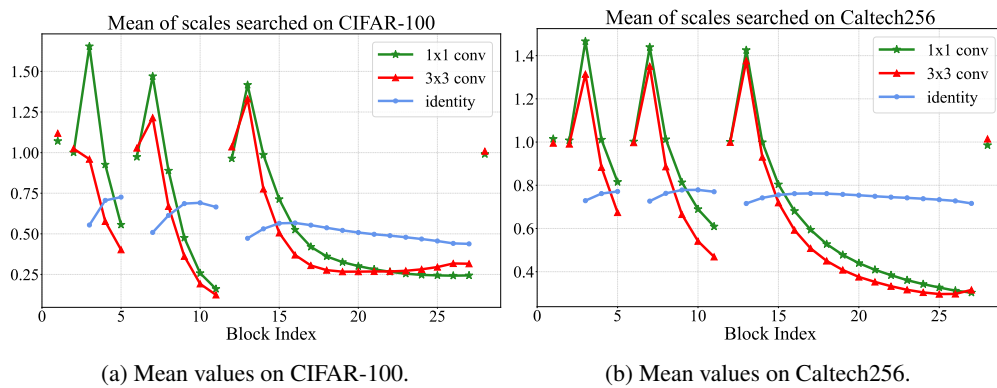 Mean of scales searched on CIFAR-100
1.50
1.25
1.00
0.75
0.50
0.25
1x1 conv
3x3 conv
identity
0 5 10 15 20 25
Block Index
(a) Mean values on CIFAR-100.
Mean of scales searched on Caltech256
1.4
1.2
1.0
0.8
0.6
0.4
1x1 conv
3x3 conv
identity
0 5 10 15 20 25
Block Index
(b) Mean values on Caltech256.